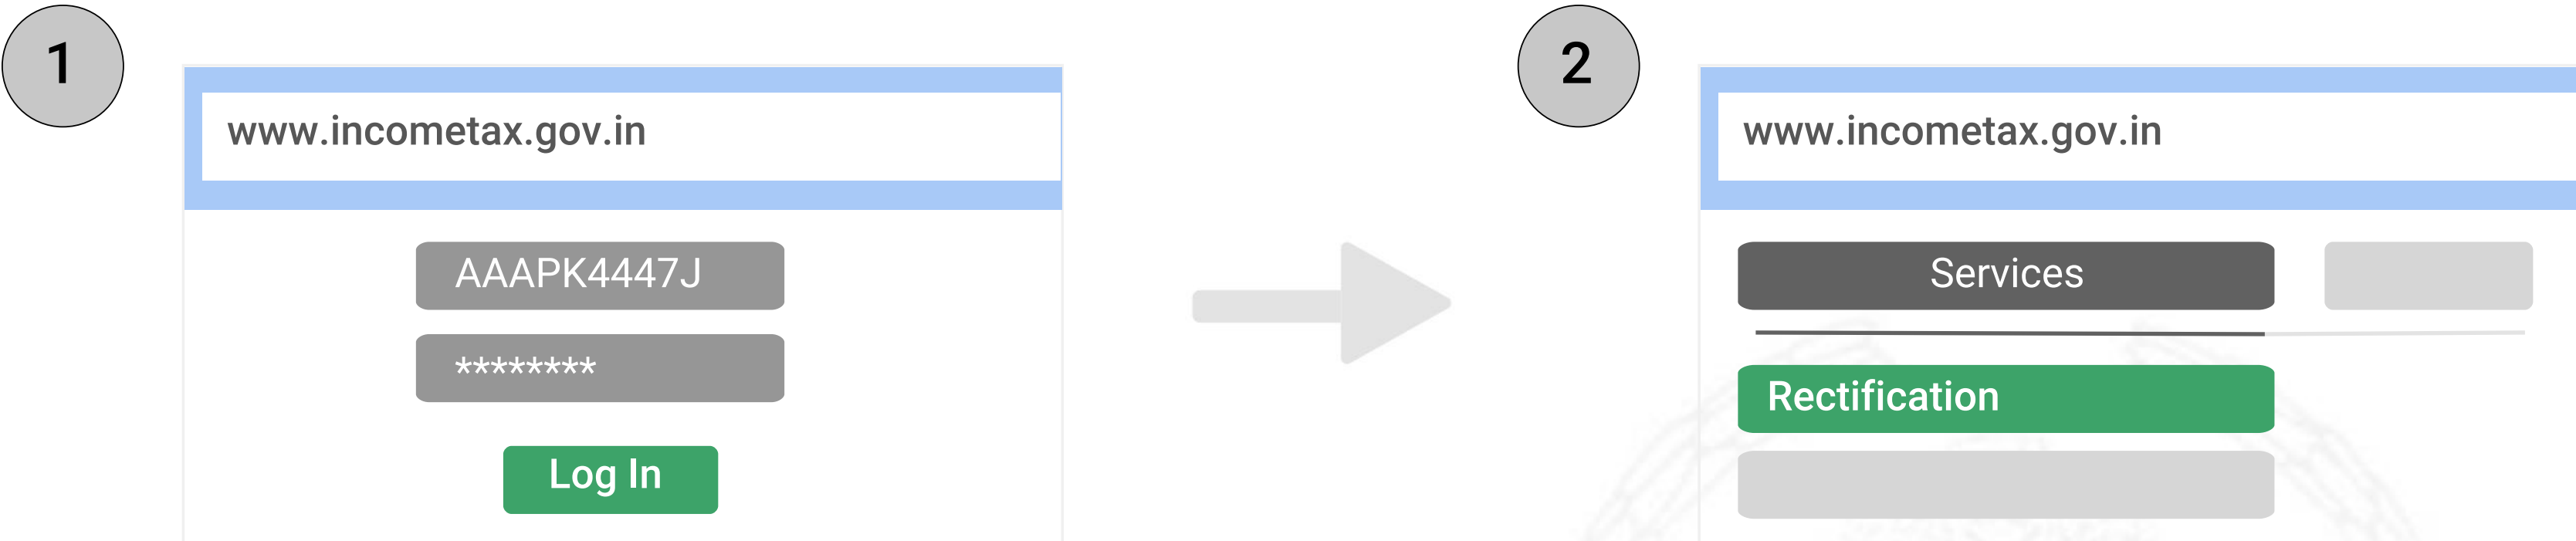 1
www.incometax.gov.in
AAAPK4447J
********
Log In
2
www.incometax.gov.in
Services
Rectification